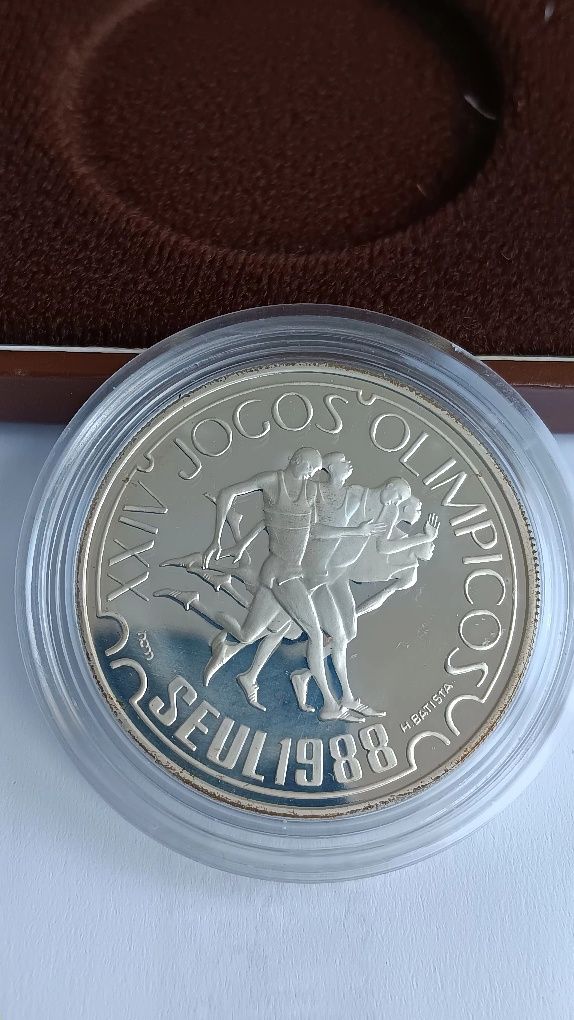 XXIV JOGOS OLIMPICOS
SEUL 1988
H. BATISTA